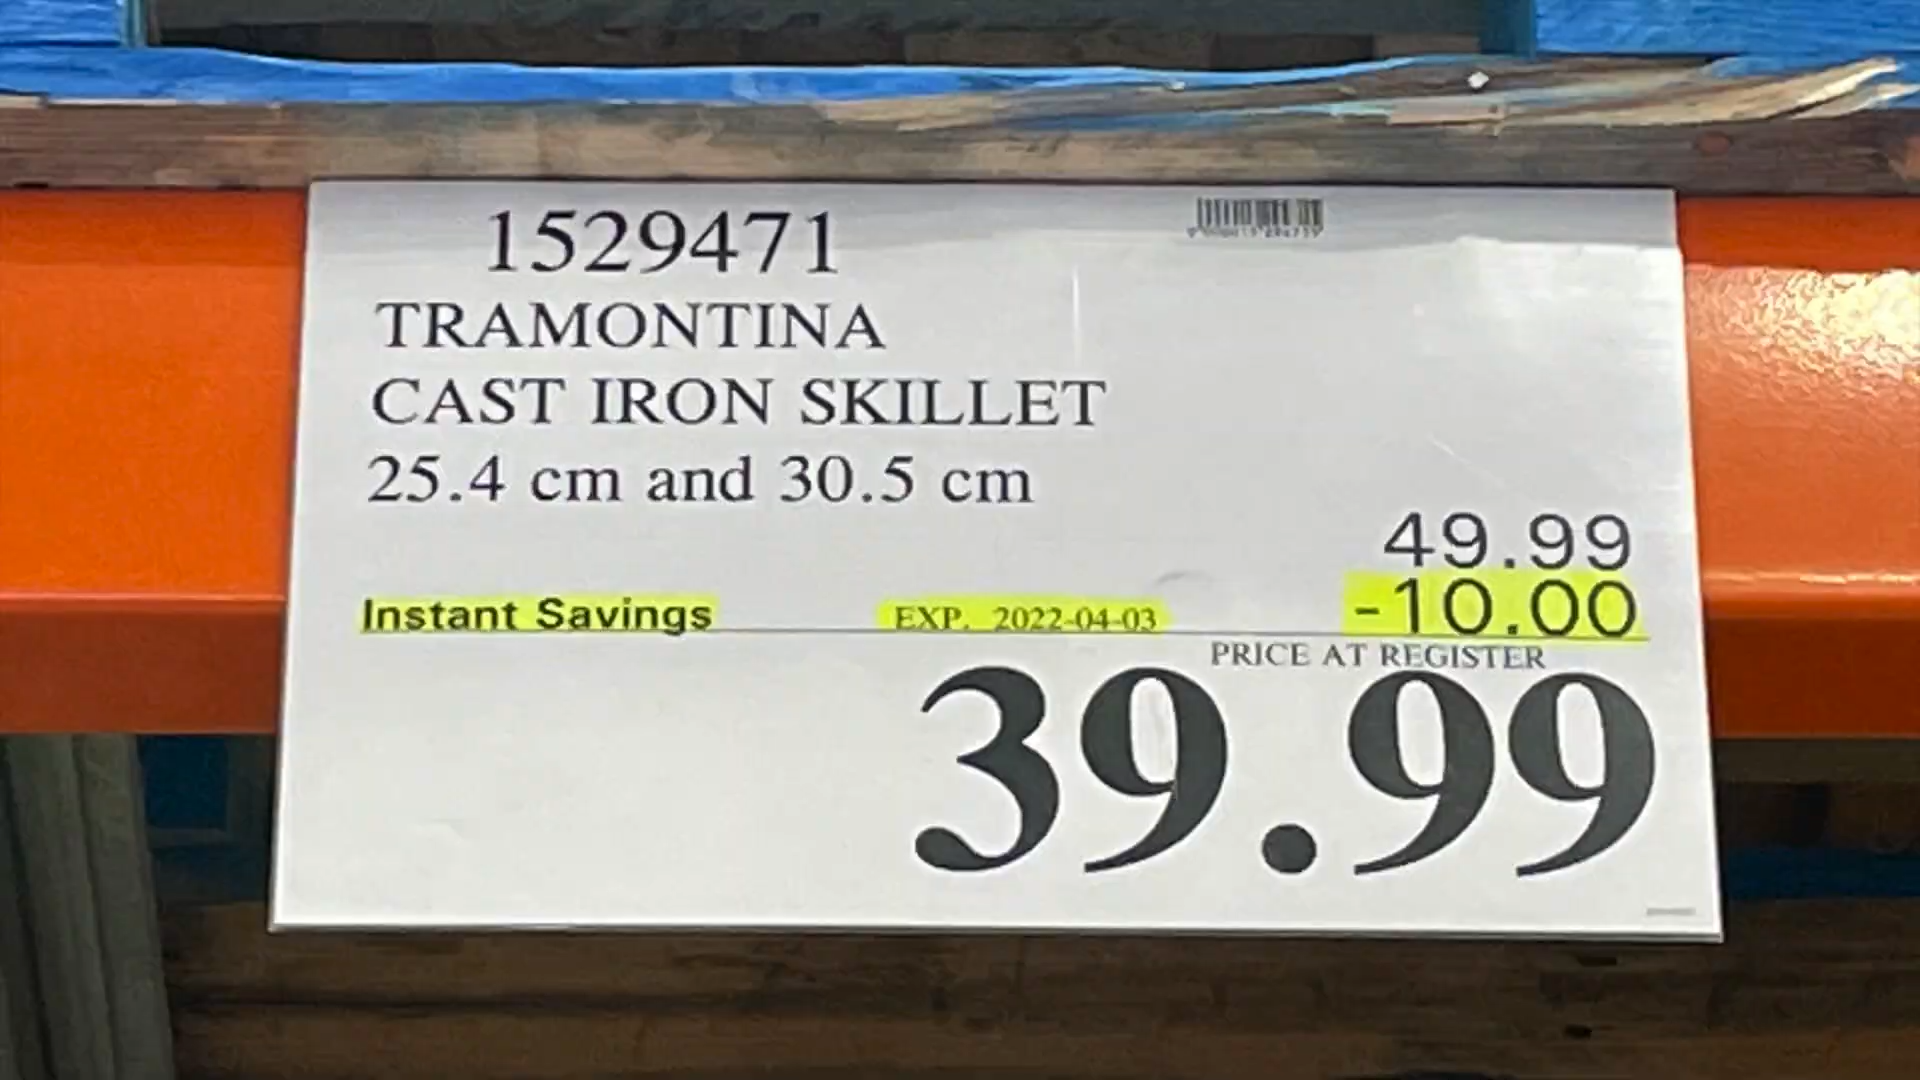 1529471
TRAMONTINA
CAST IRON SKILLET
25.4 cm and 30.5 cm
49.99
Instant Savings EXP. 2022-04-03 -10.00
PRICE AT REGISTER
39.99